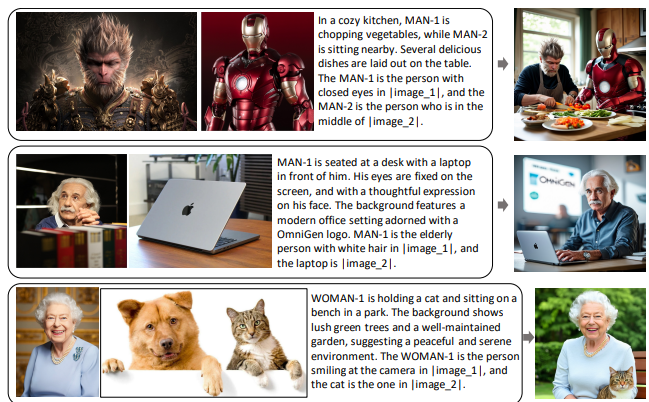 In a cozy kitchen, MAN-1 is
chopping vegetables, while MAN-2
is sitting nearby. Several delicious
dishes are laid out on the table.
The MAN-1 is the person with
closed eyes in |image_1|, and the
MAN-2 is the person who is in the
middle of |image_2|.
MAN-1 is seated at a desk with a laptop
in front of him. His eyes are fixed on the
screen, and with a thoughtful expression
on his face. The background features a
modern office setting adorned with a
OmniGen logo. MAN-1 is the elderly
person with white hair in |image_1|, and
the laptop is |image_2|.
OMNIGEN
WOMAN-1 is holding a cat and sitting on a
bench in a park. The background shows
lush green trees and a well-maintained
garden, suggesting a peaceful and serene
environment. The WOMAN-1 is the person
smiling at the camera in |image_1|, and
the cat is the one in |image_2|.